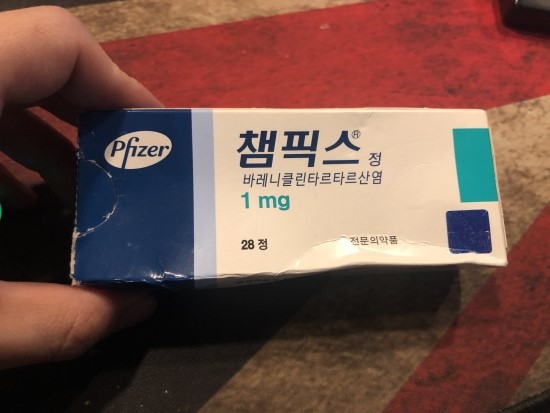 Pfizer
챔픽스® 정
바레니클린타르타르산염
1 mg
28 정
전문의약품